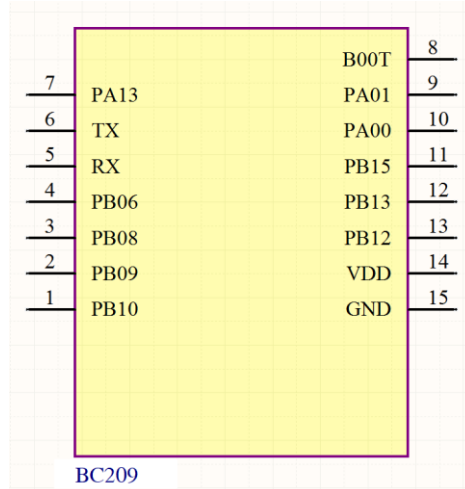 B00T 8
7 PA13 PA01 9
6 TX PA00 10
5 RX PB15 11
4 PB06 PB13 12
3 PB08 PB12 13
2 PB09 VDD 14
1 PB10 GND 15
BC209